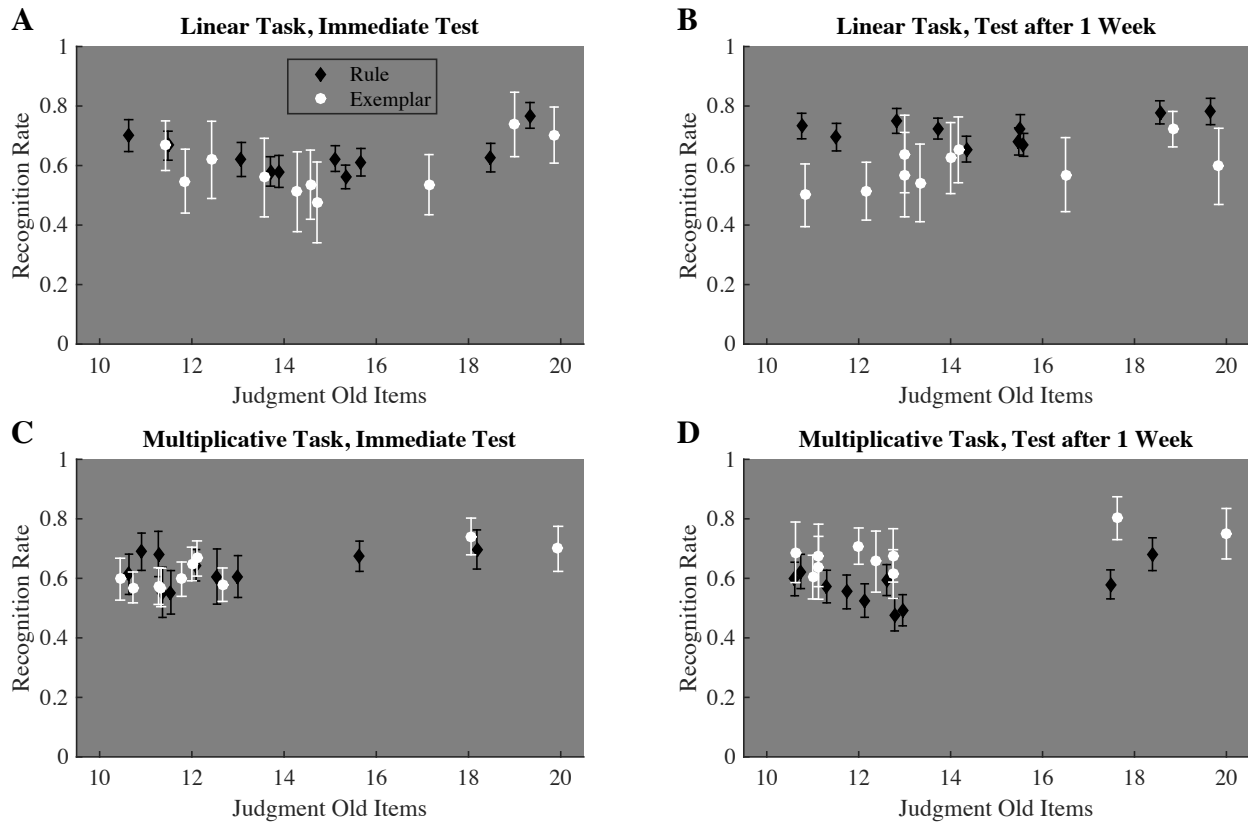 A
Linear Task, Immediate Test
1
0.8
0.6
0.4
0.2
0
Recognition Rate
Rule
Exemplar
10 12 14 16 18 20
Judgment Old Items
B
Linear Task, Test after 1 Week
1
0.8
0.6
0.4
0.2
0
Recognition Rate
10 12 14 16 18 20
Judgment Old Items
C
Multiplicative Task, Immediate Test
1
0.8
0.6
0.4
0.2
0
Recognition Rate
10 12 14 16 18 20
Judgment Old Items
D
Multiplicative Task, Test after 1 Week
1
0.8
0.6
0.4
0.2
0
Recognition Rate
10 12 14 16 18 20
Judgment Old Items